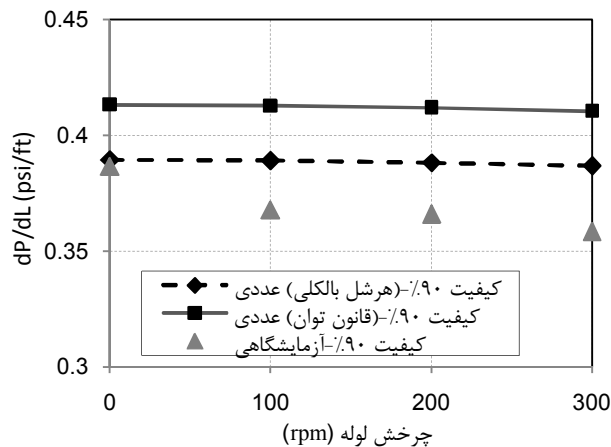 0.45
0.4
0.35
0.3
dP/dL (psi/ft)
کیفیت ۹۰٪-(هرشل بالکلی) عددی
کیفیت ۹۰٪-(قانون توان) عددی
کیفیت ۹۰٪-آزمایشگاهی
0 100 200 300
چرخش لوله (rpm)